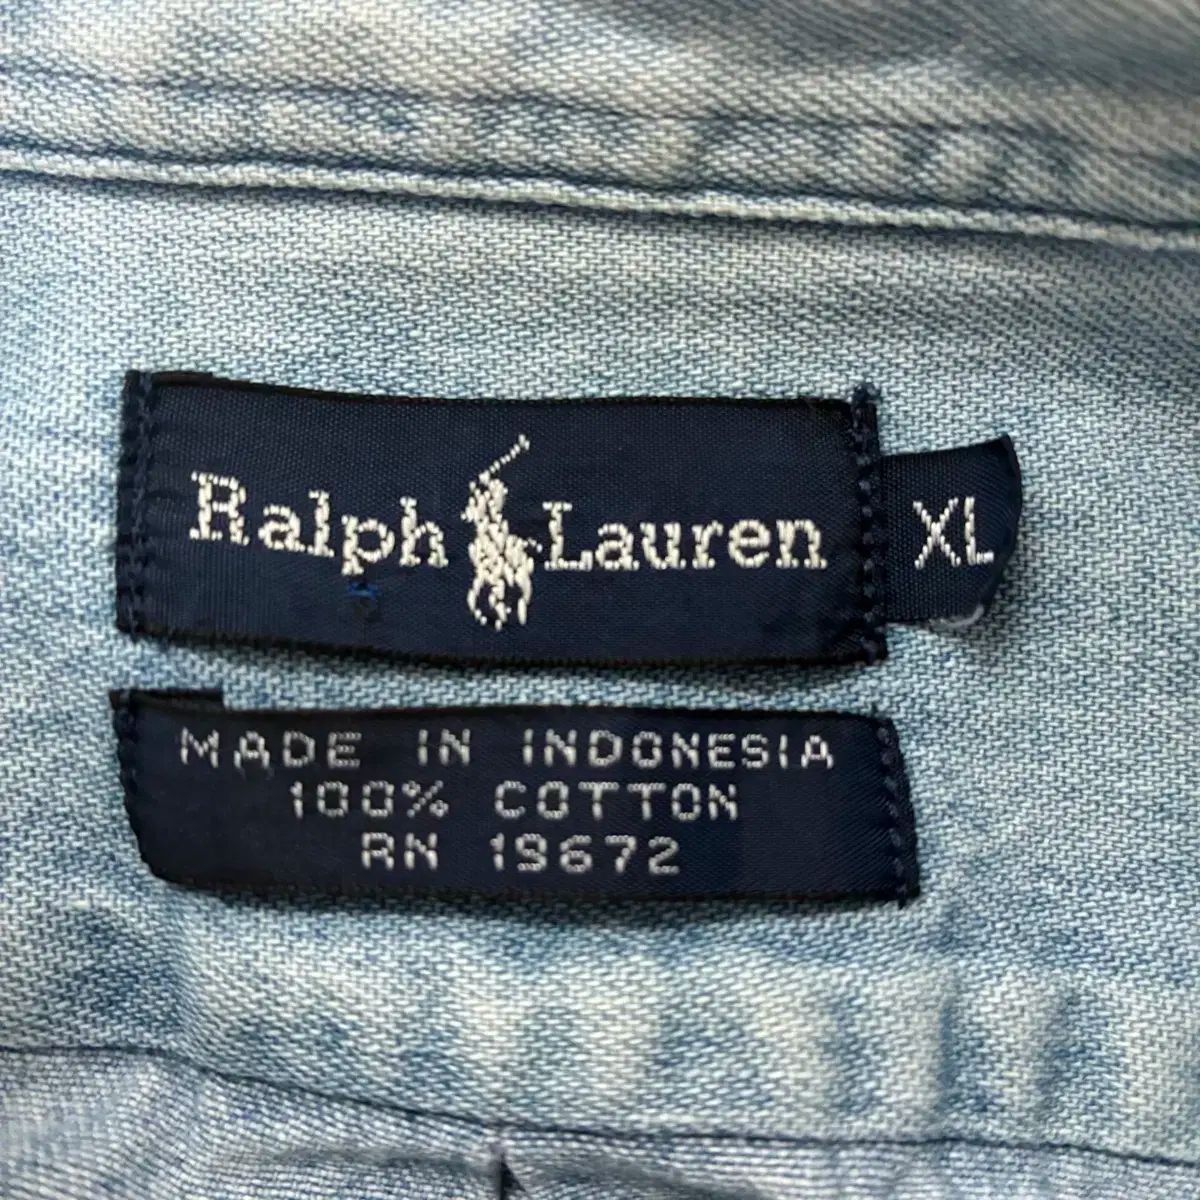 Ralph Lauren XL
MADE IN INDONESIA
100% COTTON
RN 19672